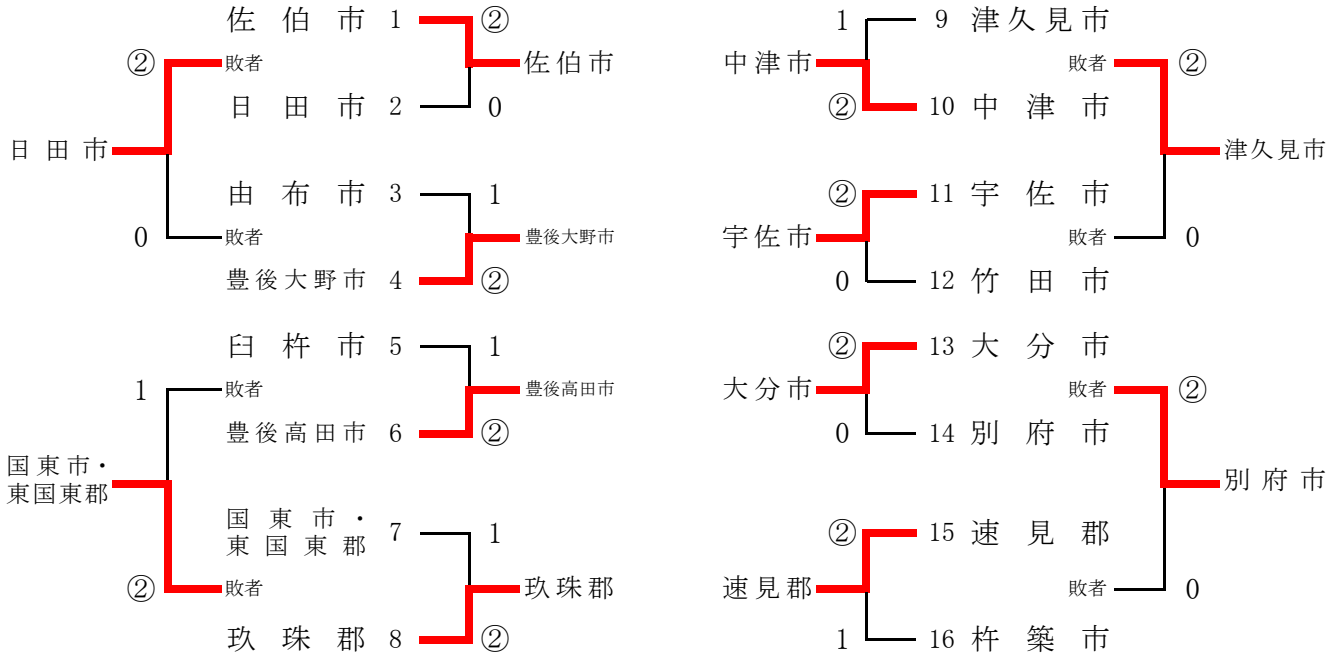 佐伯市 1 ② 1 9 津久見市
② 敗者 佐伯市 中津市 敗者 ②
日田市 2 0 ② 10 中津市
日田市 津久見市
由布市 3 1 ② 11 宇佐市
0 敗者 豊後大野市 宇佐市 敗者 0
豊後大野市 4 ② 0 12 竹田市
臼杵市 5 1 ② 13 大分市
1 敗者 豊後高田市 大分市 敗者 ②
豊後高田市 6 ② 0 14 別府市
国東市・
東国東郡 別府市
国東市・
東国東郡 7 1 ② 15 速見郡
② 敗者 玖珠郡 速見郡 敗者 0
玖珠郡 8 ② 1 16 杵築市